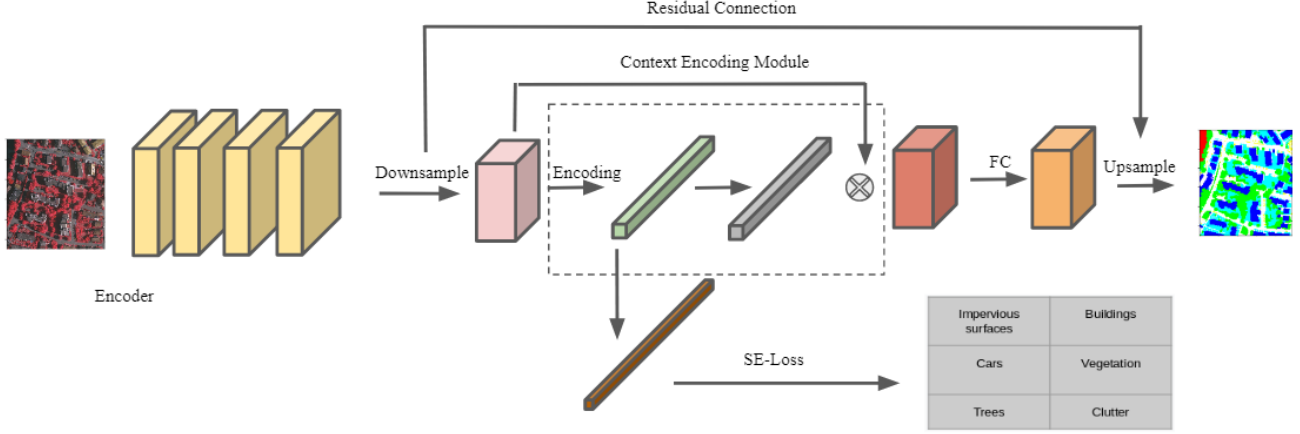 Residual Connection
Context Encoding Module
Downsample
Encoding
FC
Upsample
Encoder
SE-Loss
Impervious
surfaces
Buildings
Cars
Vegetation
Trees
Clutter